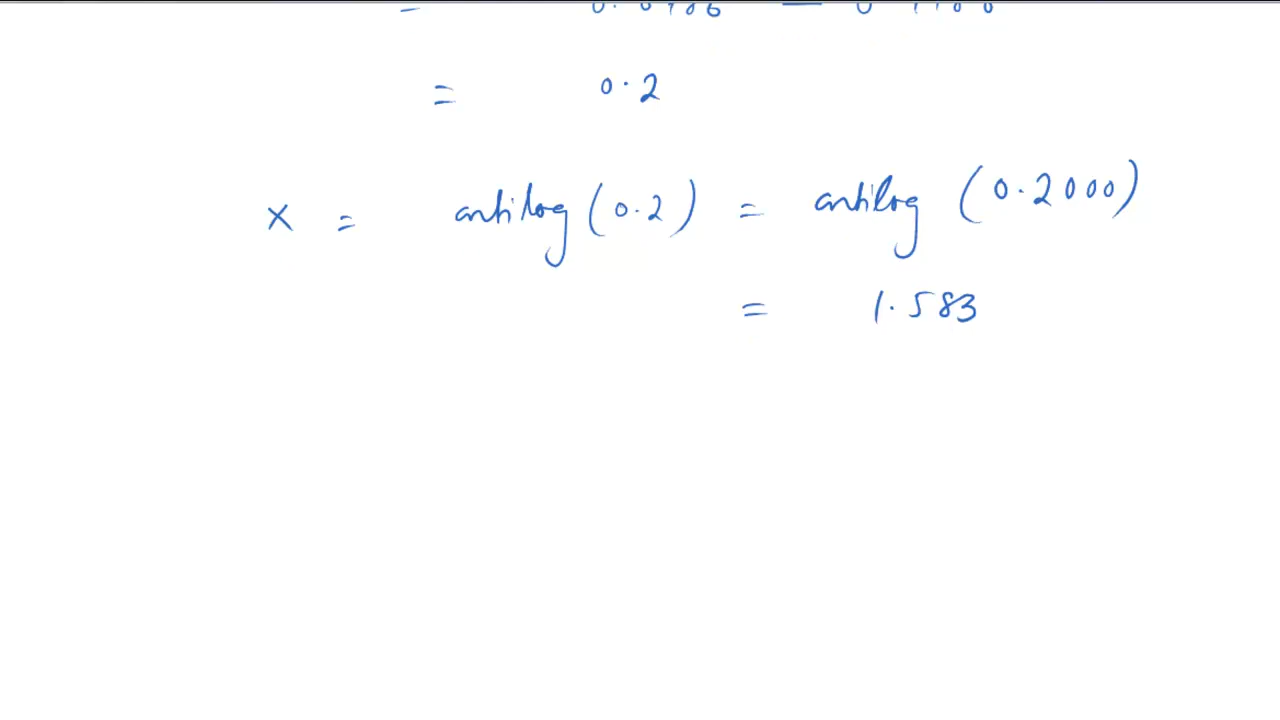 = 0.2
x = antilog (0.2) = antilog (0.2000)
= 1.583